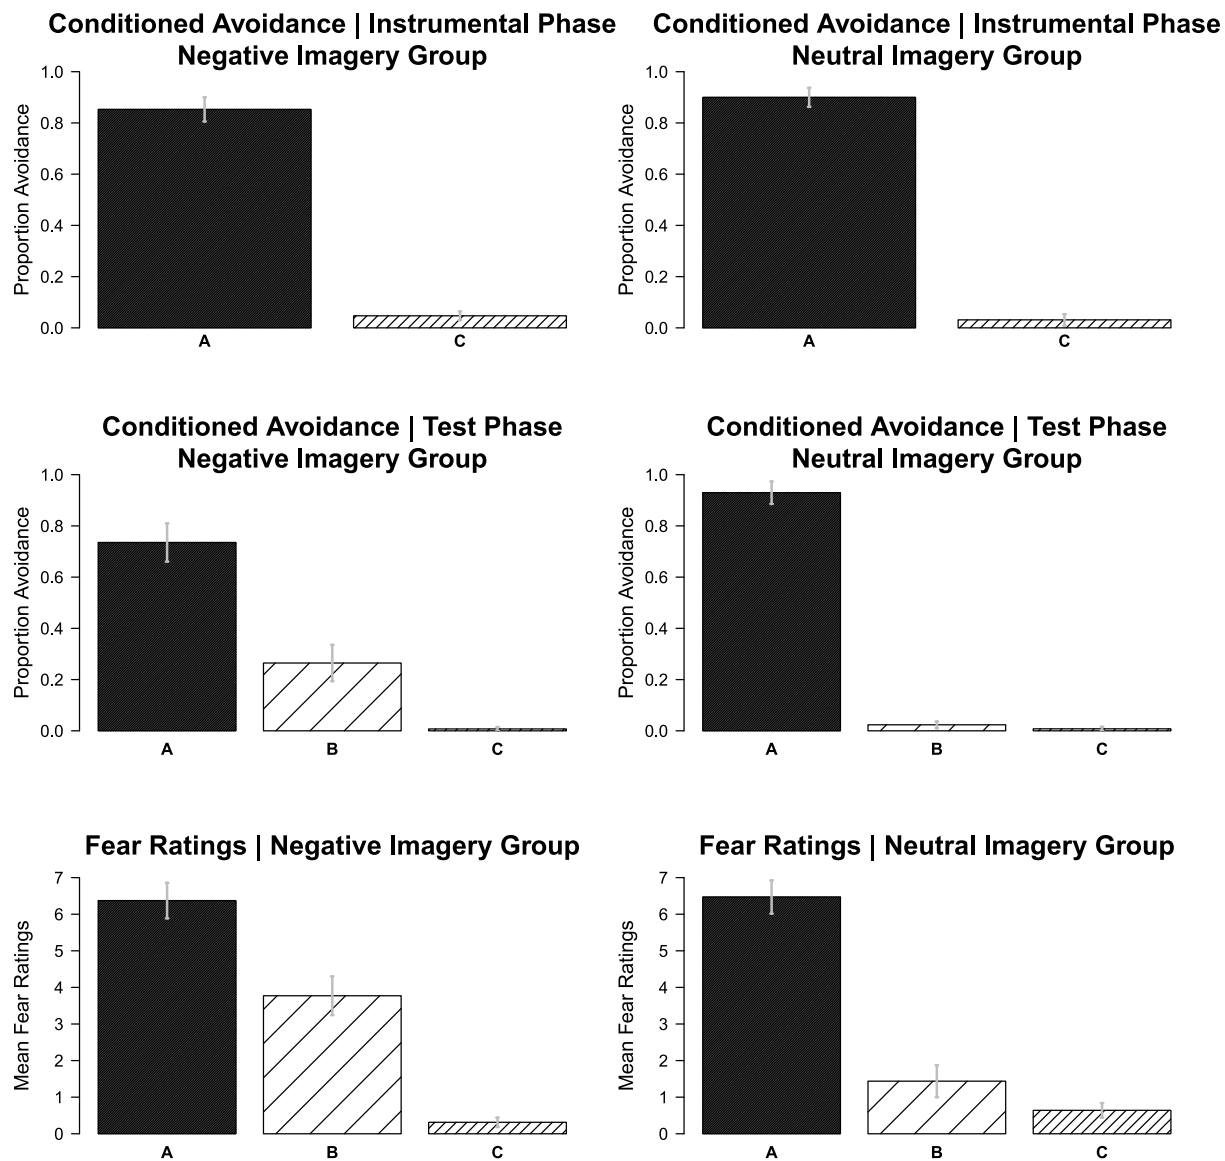 Conditioned Avoidance | Instrumental Phase
Negative Imagery Group
Proportion Avoidance
1.0
0.8
0.6
0.4
0.2
0.0
A
C
Conditioned Avoidance | Instrumental Phase
Neutral Imagery Group
Proportion Avoidance
1.0
0.8
0.6
0.4
0.2
0.0
A
C
Conditioned Avoidance | Test Phase
Negative Imagery Group
Proportion Avoidance
1.0
0.8
0.6
0.4
0.2
0.0
A
B
C
Conditioned Avoidance | Test Phase
Neutral Imagery Group
Proportion Avoidance
1.0
0.8
0.6
0.4
0.2
0.0
A
B
C
Fear Ratings | Negative Imagery Group
Mean Fear Ratings
7
6
5
4
3
2
1
0
A
B
C
Fear Ratings | Neutral Imagery Group
Mean Fear Ratings
7
6
5
4
3
2
1
0
A
B
C